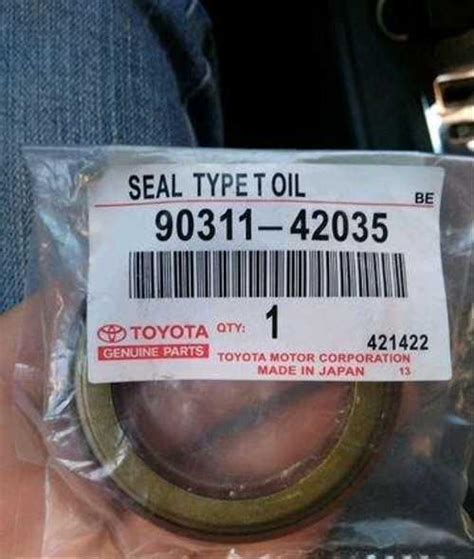 SEAL TYPE T OIL
BE
90311-42035
TOYOTA
GENUINE PARTS
QTY: 1
421422
TOYOTA MOTOR CORPORATION
MADE IN JAPAN 13